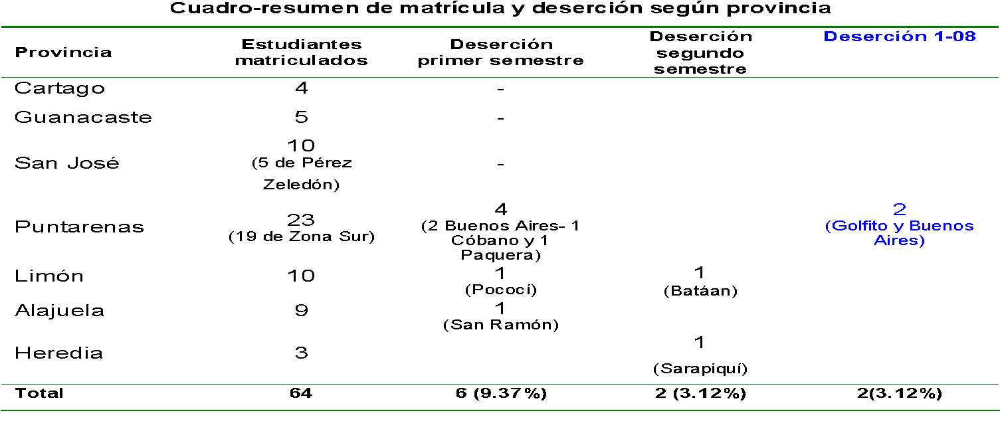 Cuadro-resumen de matrícula y deserción según provincia
Provincia
Estudiantes
matriculados
Deserción
primer semestre
Deserción
segundo
semestre
Deserción 1-08
Cartago 4 -
Guanacaste 5 -
San José
10
(5 de Pérez
Zeledón)
-
Puntarenas
23
(19 de Zona Sur)
4
(2 Buenos Aires- 1
Cóbano y 1
Paquera)
2
(Golfito y Buenos
Aires)
Limón
10
1
(Pococí)
1
(Batáan)
Alajuela
9
1
(San Ramón)
Heredia
3
1
(Sarapiquí)
Total 64 6 (9.37%) 2 (3.12%) 2(3.12%)